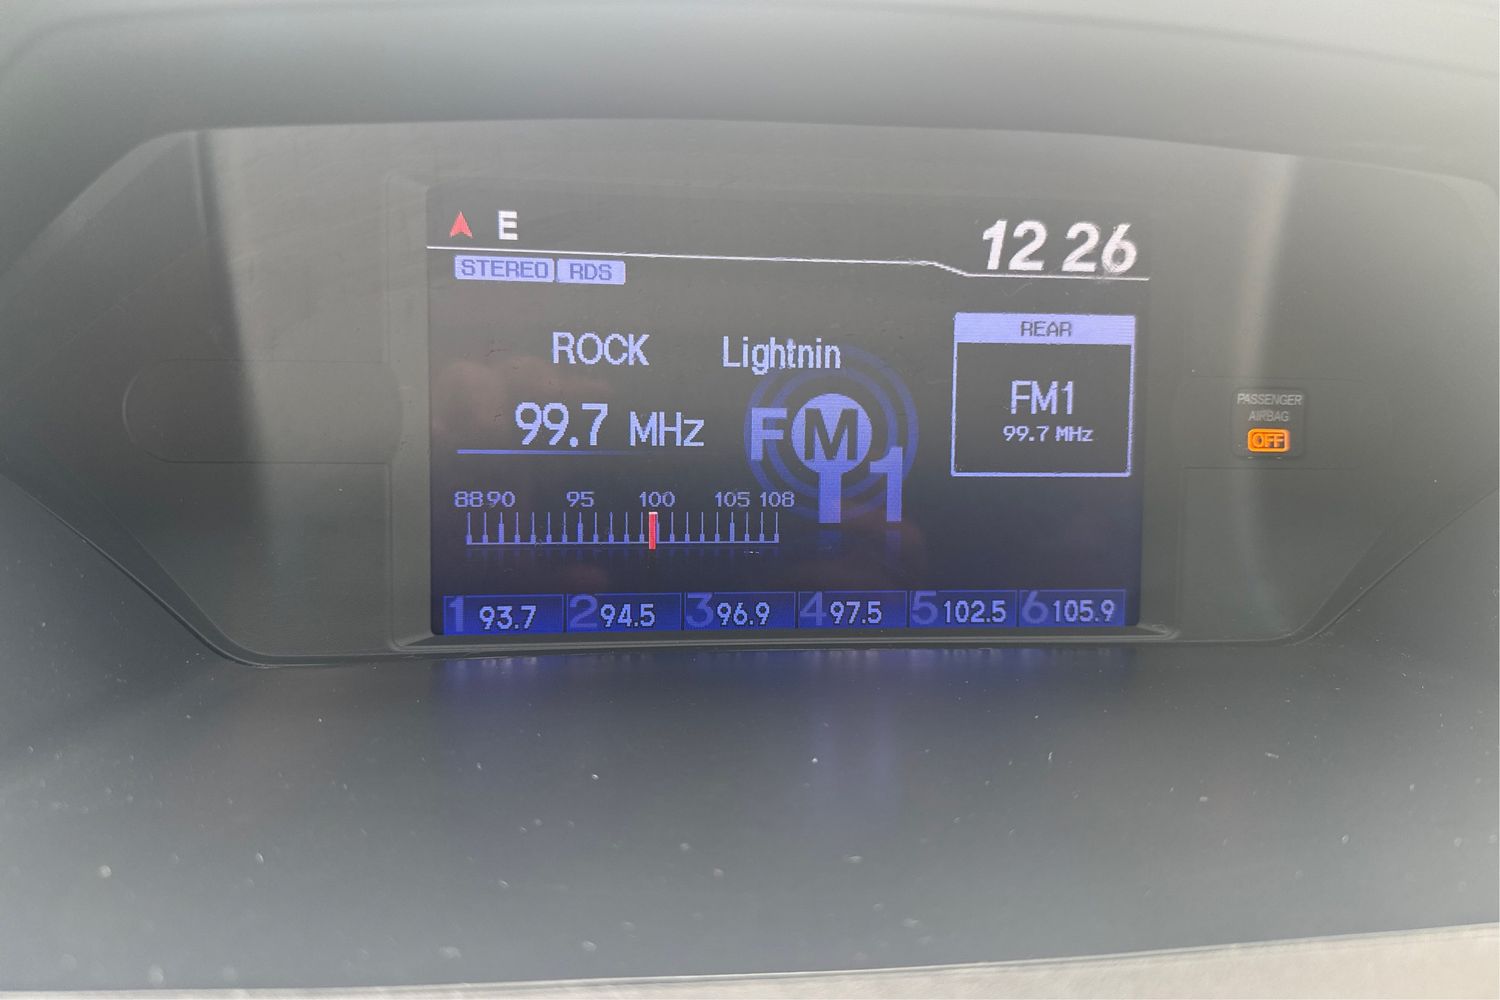 E
12 26
STEREO RDS
ROCK Lightnin
99.7 MHz
FM1
REAR
FM1
99.7 MHz
PASSENGER
AIRBAG
OFF
88 90 95 100 105 108
1 93.7 2 94.5 3 96.9 4 97.5 5 102.5 6 105.9